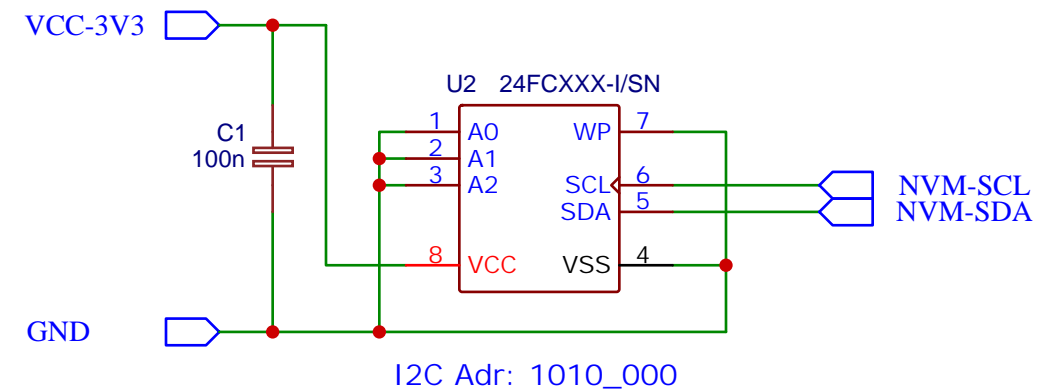 VCC-3V3
U2 24FCXXX-I/SN
C1
100n
1 A0 WP 7
2 A1
3 A2 SCL 6
SDA 5
8 VCC VSS 4
NVM-SCL
NVM-SDA
GND
I2C Adr: 1010_000